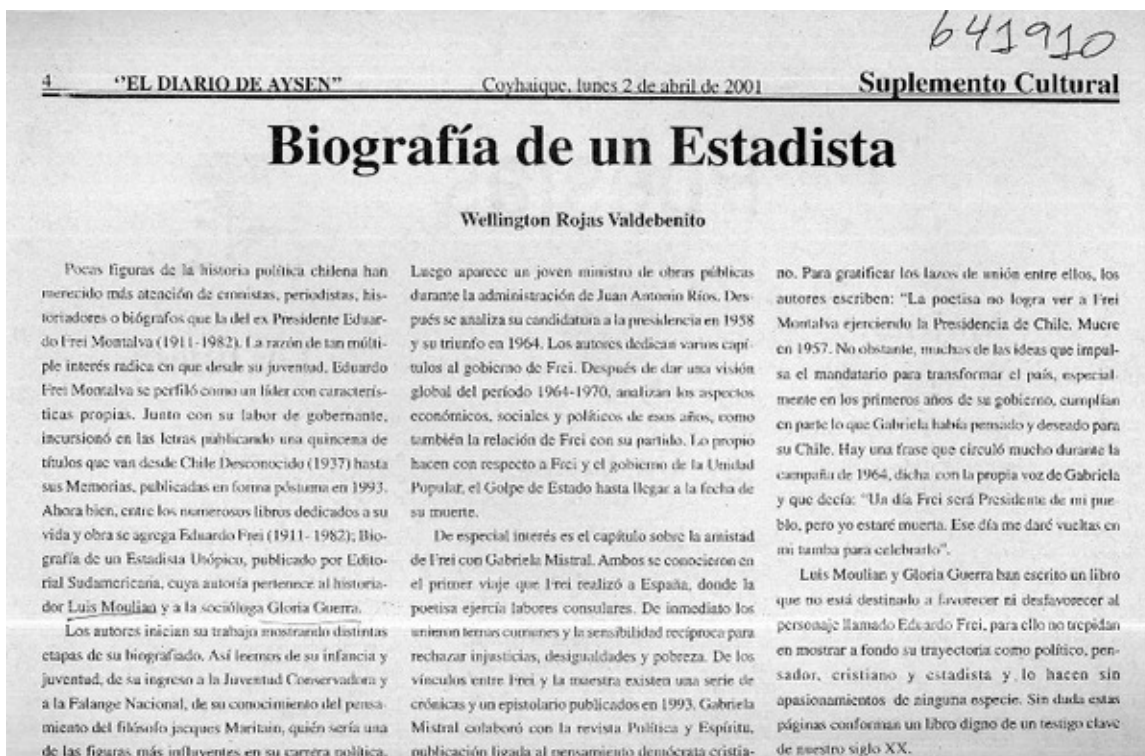 641910
4 "EL DIARIO DE AYSEN" Coyhaique, lunes 2 de abril de 2001 Suplemento Cultural
Biografía de un Estadista
Wellington Rojas Valdebenito
Pocas figuras de la historia política chilena han
merecido más atención de cronistas, periodistas, his-
toriadores o biógrafos que la del ex Presidente Eduar-
do Frei Montalva (1911-1982). La razón de tan múlti-
ple interés radica en que desde su juventud, Eduardo
Frei Montalva se perfiló como un líder con caracterís-
ticas propias. Junto con su labor de gobernante,
incursionó en las letras publicando una quincena de
títulos que van desde Chile Desconocido (1937) hasta
sus Memorias, publicadas en forma póstuma en 1993.
Ahora bien, entre los numerosos libros dedicados a su
vida y obra se agrega Eduardo Frei (1911- 1982); Bio-
grafía de un Estadista Utópico, publicado por Edito-
rial Sudamericana, cuya autoría pertenece al historia-
dor Luis Moulian y a la socióloga Gloria Guerra.
Los autores inician su trabajo mostrando distintas
etapas de su biografiado. Así leemos de su infancia y
juventud, de su ingreso a la Juventud Conservadora y
a la Falange Nacional, de su conocimiento del pensa-
miento del filósofo jacques Maritain, quién sería una
de las figuras más influyentes en su carrera política.
Luego aparece un joven ministro de obras públicas
durante la administración de Juan Antonio Ríos. Des-
pués se analiza su candidatura a la presidencia en 1958
y su triunfo en 1964. Los autores dedican varios capí-
tulos al gobierno de Frei. Después de dar una visión
global del período 1964-1970, analizan los aspectos
económicos, sociales y políticos de esos años, como
también la relación de Frei con su partido. Lo propio
hacen con respecto a Frei y el gobierno de la Unidad
Popular, el Golpe de Estado hasta llegar a la fecha de
su muerte.
De especial interés es el capítulo sobre la amistad
de Frei con Gabriela Mistral. Ambos se conocieron en
el primer viaje que Frei realizó a España, donde la
poetisa ejercía labores consulares. De inmediato los
unieron temas comunes y la sensibilidad recíproca para
rechazar injusticias, desigualdades y pobreza. De los
vínculos entre Frei y la maestra existen una serie de
crónicas y un epistolario publicados en 1993. Gabriela
Mistral colaboró con la revista Política y Espíritu,
publicación ligada al pensamiento demócrata cristia-
no. Para gratificar los lazos de unión entre ellos, los
autores escriben: "La poetisa no logra ver a Frei
Montalva ejerciendo la Presidencia de Chile. Muere
en 1957. No obstante, muchas de las ideas que impul-
sa el mandatario para transformar el país, especial-
mente en los primeros años de su gobierno, cumplían
en parte lo que Gabriela había pensado y deseado para
su Chile. Hay una frase que circuló mucho durante la
campaña de 1964, dicha con la propia voz de Gabriela
y que decía: "Un día Frei será Presidente de mi pue-
blo, pero yo estaré muerta. Ese día me daré vueltas en
mi tumba para celebrarlo".
Luis Moulian y Gloria Guerra han escrito un libro
que no está destinado a favorecer ni desfavorecer al
personaje llamado Eduardo Frei, para ello no trepidan
en mostrar a fondo su trayectoria como político, pen-
sador, cristiano y estadista y lo hacen sin
apasionamientos de ninguna especie. Sin duda estas
páginas conforman un libro digno de un testigo clave
de nuestro siglo XX.